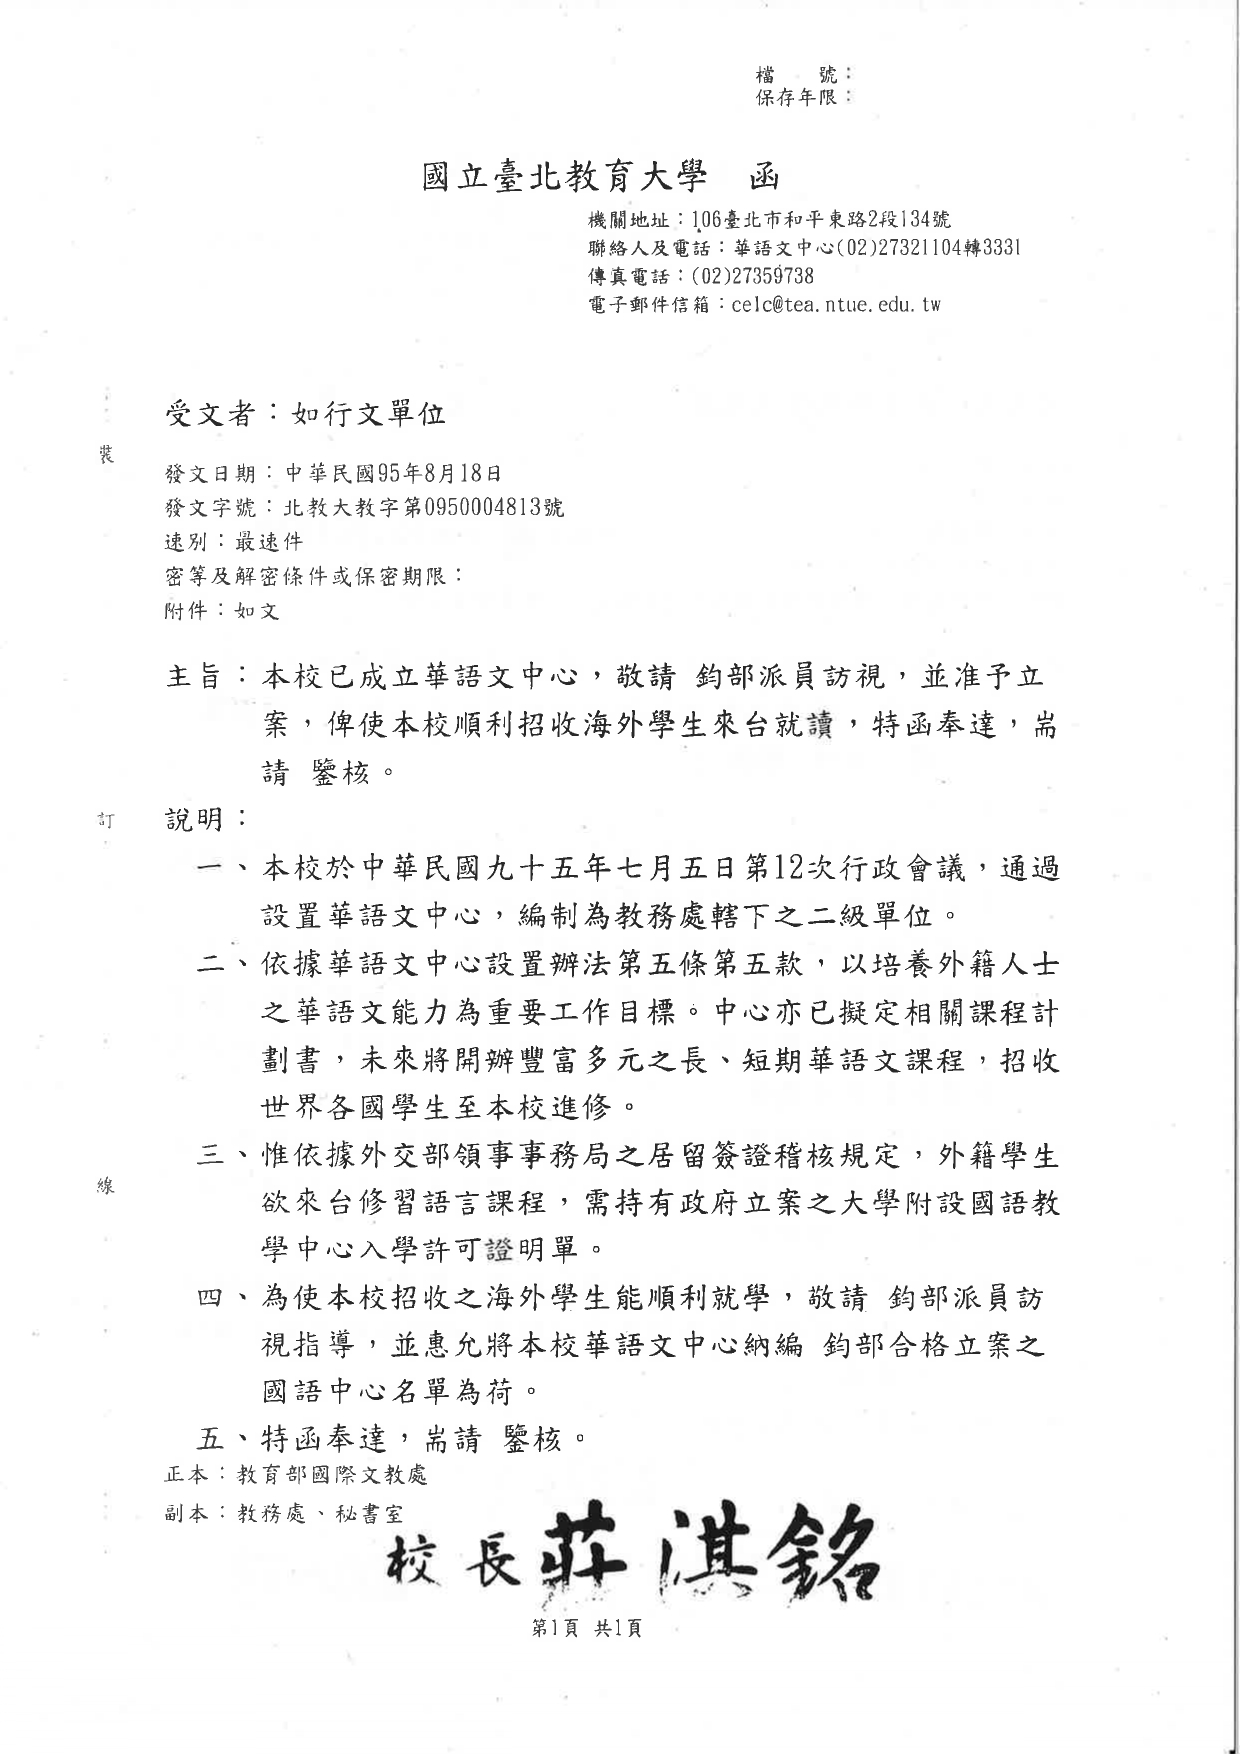 檔　　號：
保存年限：
國立臺北教育大學　函
機關地址：106臺北市和平東路2段134號
聯絡人及電話：華語文中心(02)27321104轉3331
傳真電話：(02)27359738
電子郵件信箱：celc@tea.ntue.edu.tw
受文者：如行文單位
裝
發文日期：中華民國95年8月18日
發文字號：北教大教字第0950004813號
速別：最速件
密等及解密條件或保密期限：
附件：如文
主旨：本校已成立華語文中心，敬請 鈞部派員訪視，並准予立
案，俾使本校順利招收海外學生來台就讀，特函奉達，耑
請 鑒核。
訂
說明：
一、本校於中華民國九十五年七月五日第12次行政會議，通過
設置華語文中心，編制為教務處轄下之二級單位。
二、依據華語文中心設置辦法第五條第五款，以培養外籍人士
之華語文能力為重要工作目標。中心亦已擬定相關課程計
劃書，未來將開辦豐富多元之長、短期華語文課程，招收
世界各國學生至本校進修。
三、惟依據外交部領事事務局之居留簽證稽核規定，外籍學生
線
欲來台修習語言課程，需持有政府立案之大學附設國語教
學中心入學許可證明單。
四、為使本校招收之海外學生能順利就學，敬請 鈞部派員訪
視指導，並惠允將本校華語文中心納編 鈞部合格立案之
國語中心名單為荷。
五、特函奉達，耑請 鑒核。
正本：教育部國際文教處
副本：教務處、秘書室
校長 莊淇銘
第1頁 共1頁